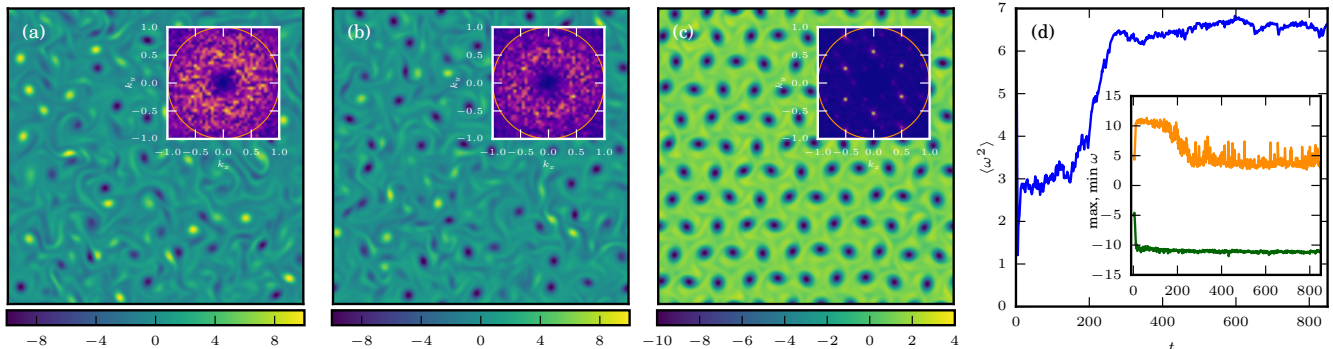 (a)
1.0
0.5
0.0
−0.5
−1.0
k_y
−1.0 −0.5 0.0 0.5 1.0
k_x
−8 −4 0 4 8
(b)
1.0
0.5
0.0
−0.5
−1.0
k_y
−1.0 −0.5 0.0 0.5 1.0
k_x
−8 −4 0 4 8
(c)
1.0
0.5
0.0
−0.5
−1.0
k_y
−1.0 −0.5 0.0 0.5 1.0
k_x
−10 −8 −6 −4 −2 0 2 4
(d)
7
6
5
4
3
2
1
0
⟨ω²⟩
0 200 400 600 800
t
15
10
5
0
−5
−10
−15
max, min ω
0 200 400 600 800